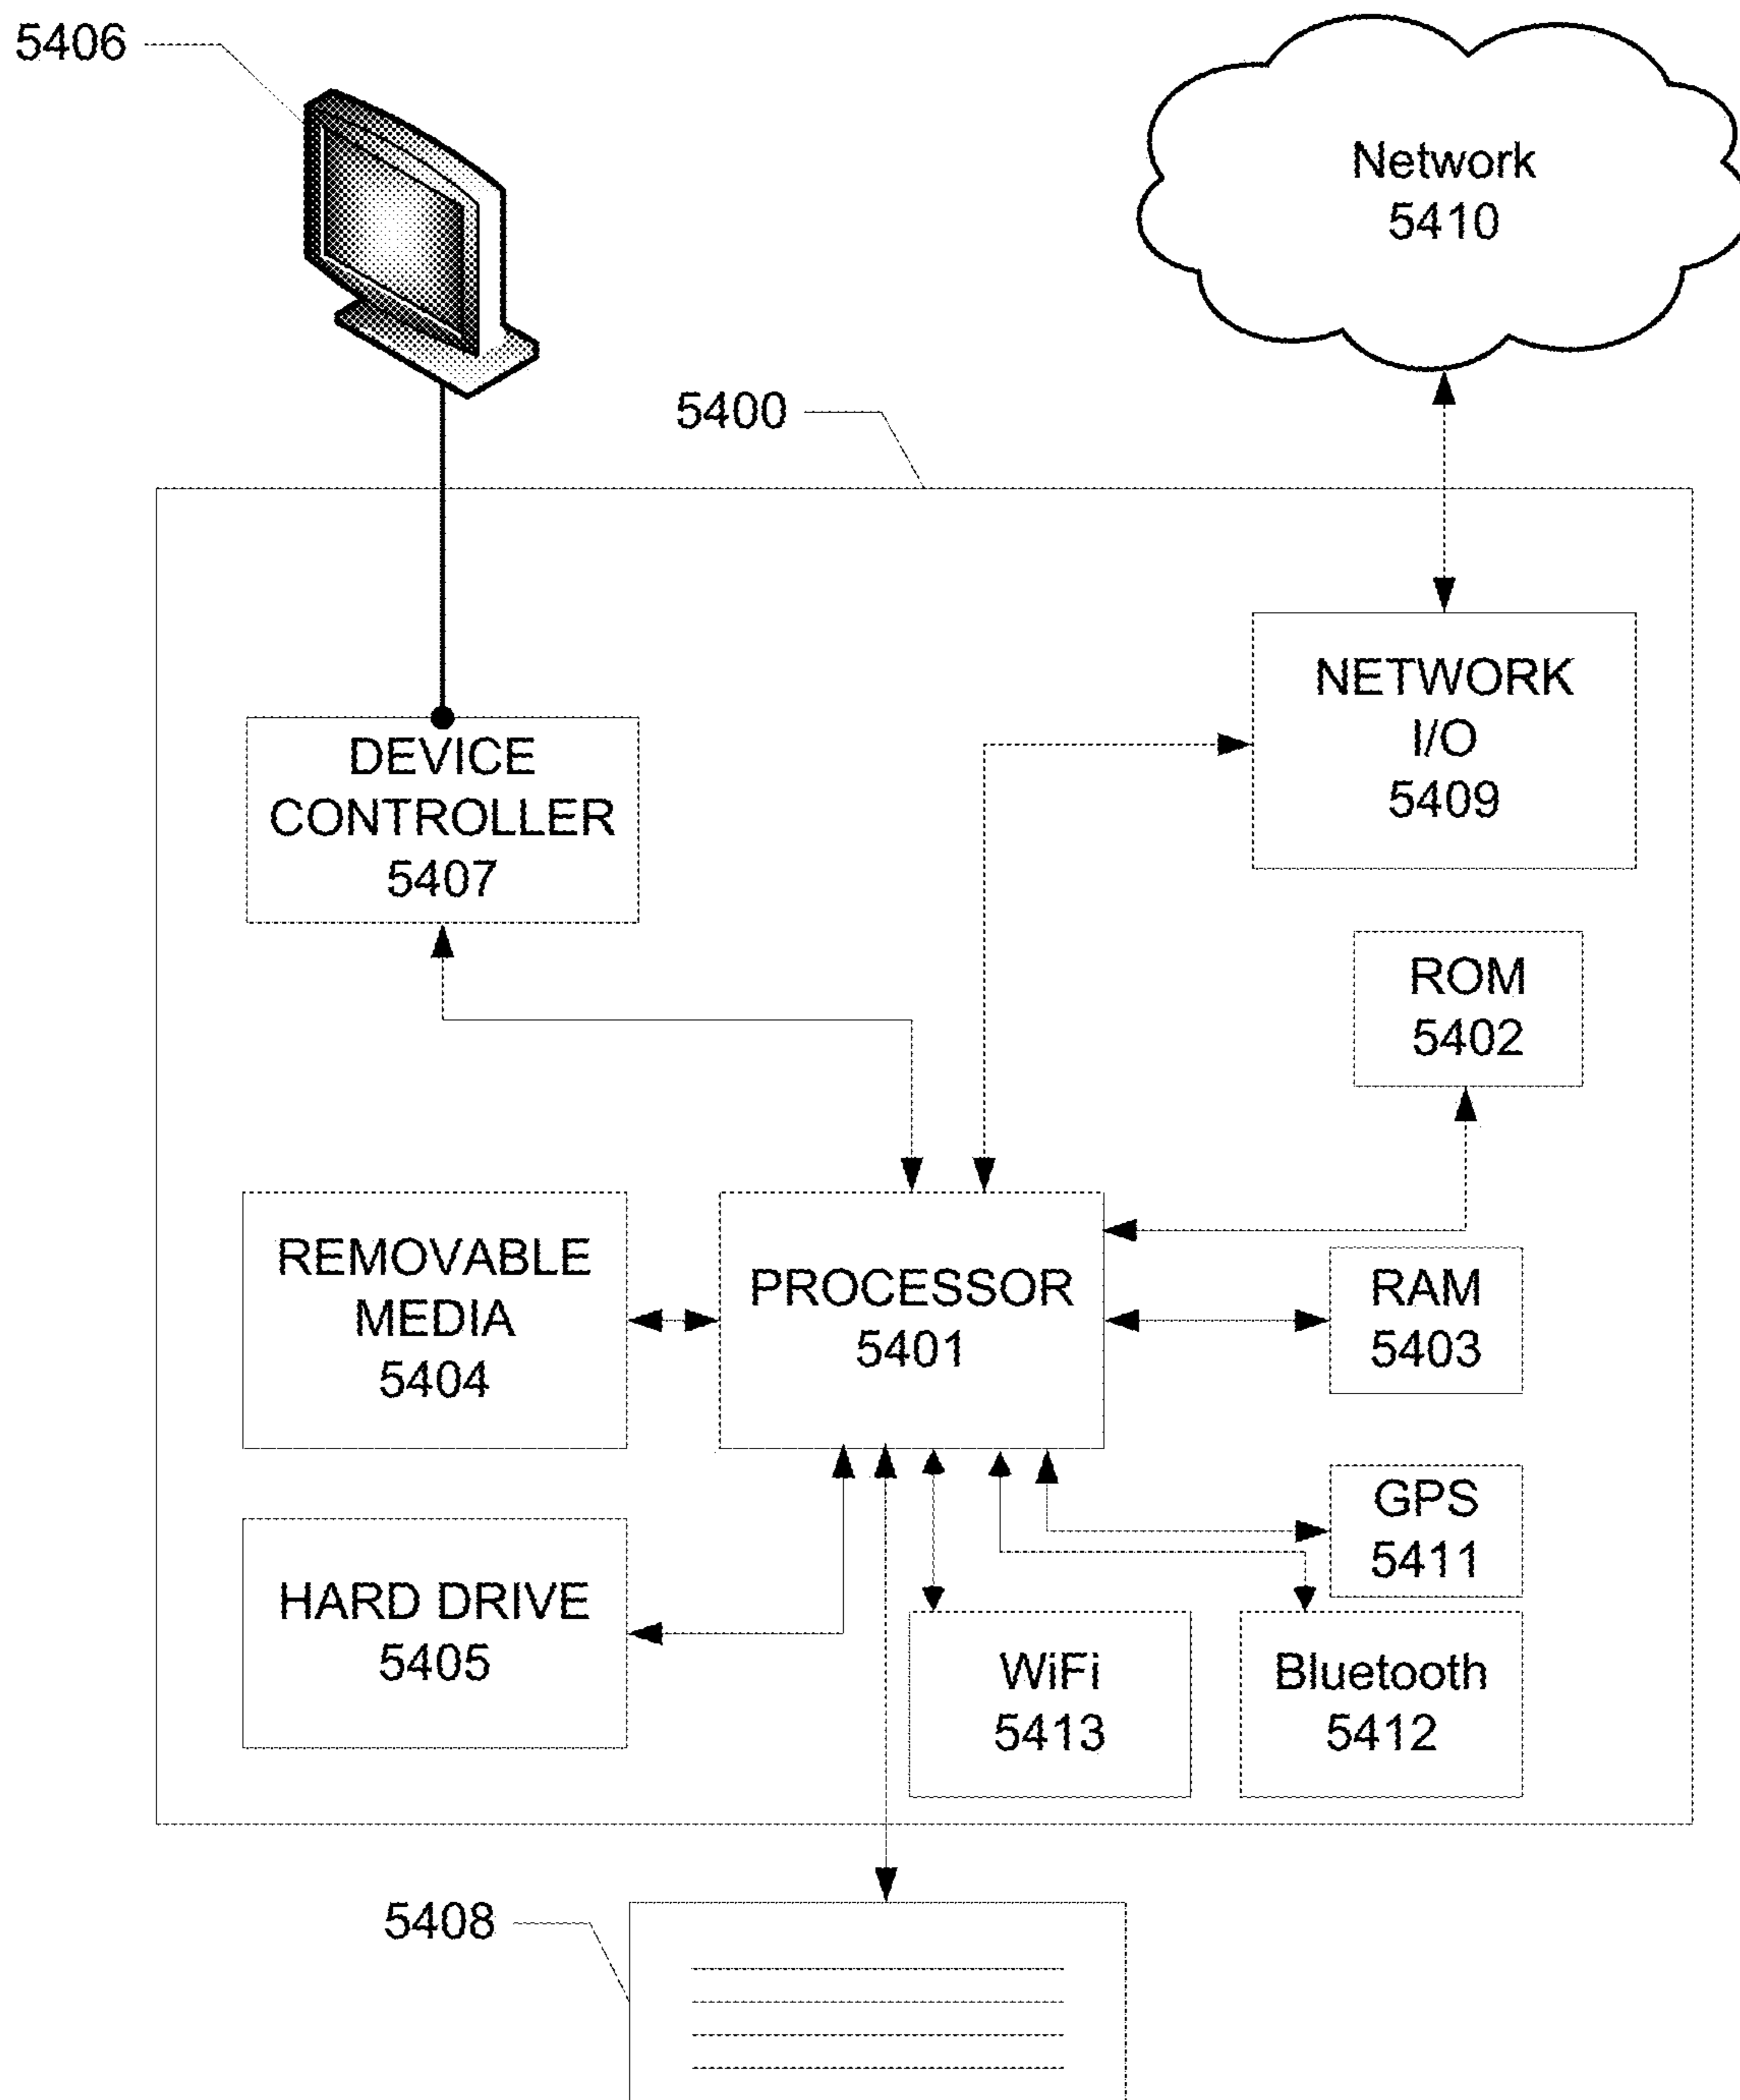 5406
Network
5410
5400
NETWORK
I/O
5409
DEVICE
CONTROLLER
5407
ROM
5402
REMOVABLE
MEDIA
5404
PROCESSOR
5401
RAM
5403
GPS
5411
HARD DRIVE
5405
WiFi
5413
Bluetooth
5412
5408